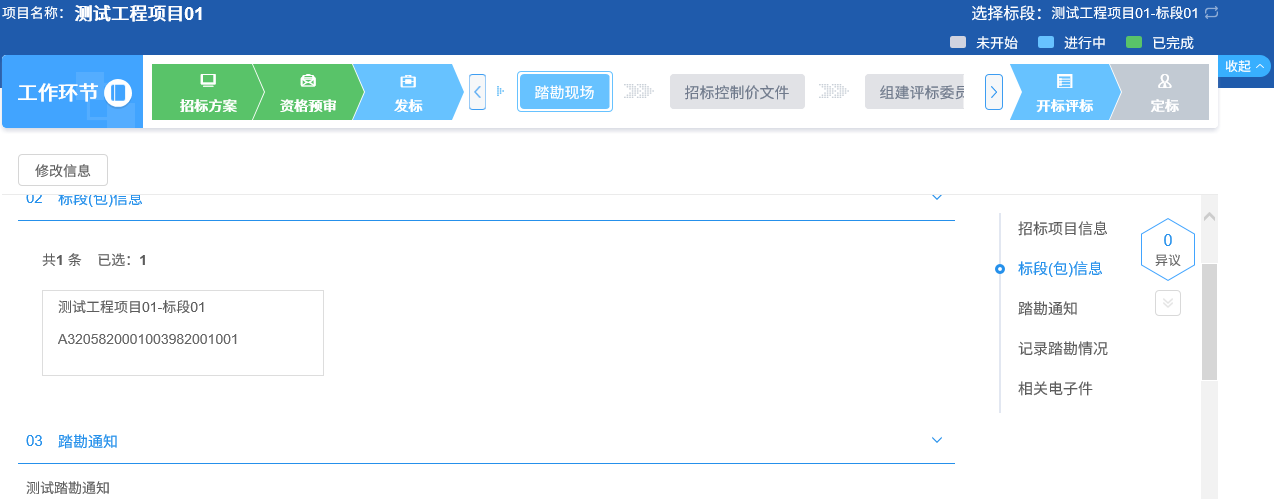 项目名称： 测试工程项目01
选择标段： 测试工程项目01-标段01
未开始 进行中 已完成
收起
工作环节
招标方案 资格预审 发标 踏勘现场 招标控制价文件 组建评标委员 开标评标 定标
修改信息
02 标段(包)信息
共1 条 已选：1
测试工程项目01-标段01
A3205820001003982001001
03 踏勘通知
测试踏勘通知
招标项目信息
标段(包)信息
踏勘通知
记录踏勘情况
相关电子件
0
异议